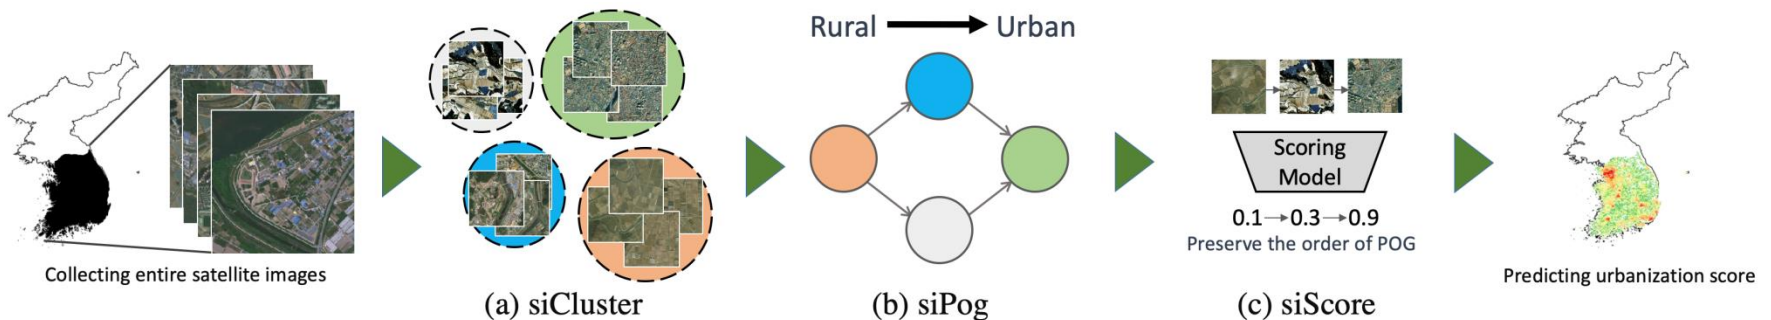 Collecting entire satellite images
(a) siCluster
Rural
Urban
(b) siPog
Scoring
Model
0.1→0.3→0.9
Preserve the order of POG
(c) siScore
Predicting urbanization score